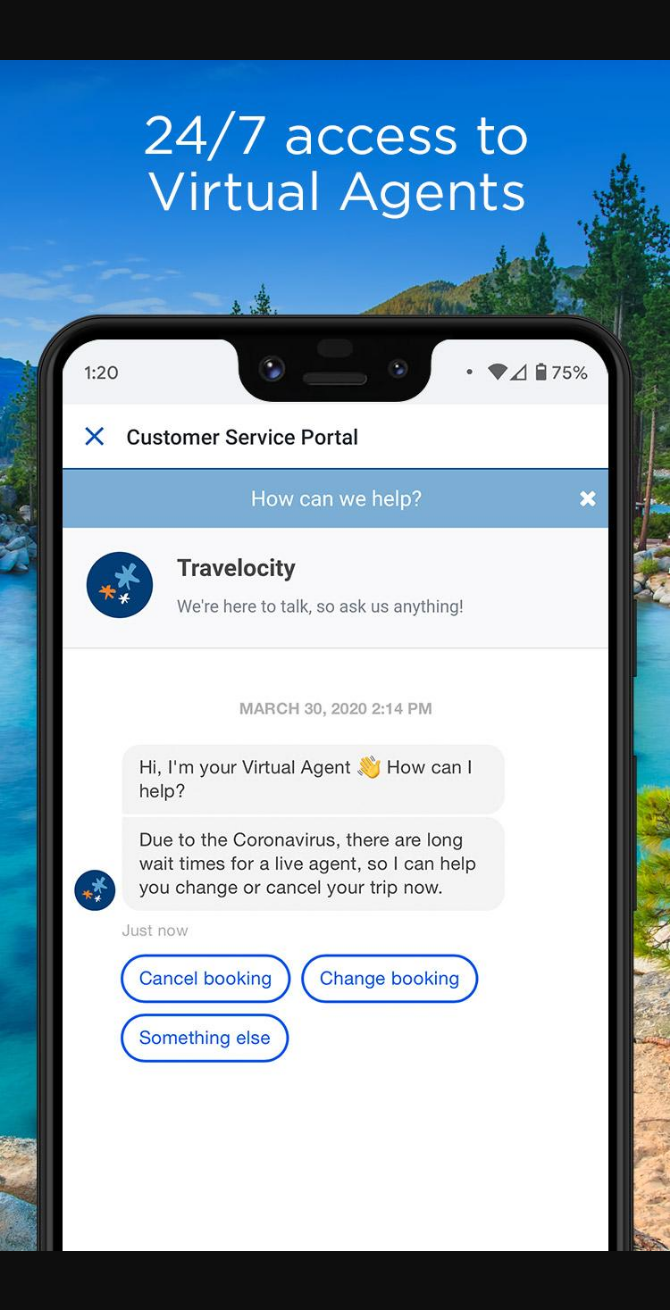 24/7 access to
Virtual Agents
1:20
75%
Customer Service Portal
How can we help?
Travelocity
We're here to talk, so ask us anything!
MARCH 30, 2020 2:14 PM
Hi, I'm your Virtual Agent 👋 How can I
help?
Due to the Coronavirus, there are long
wait times for a live agent, so I can help
you change or cancel your trip now.
Just now
Cancel booking Change booking
Something else